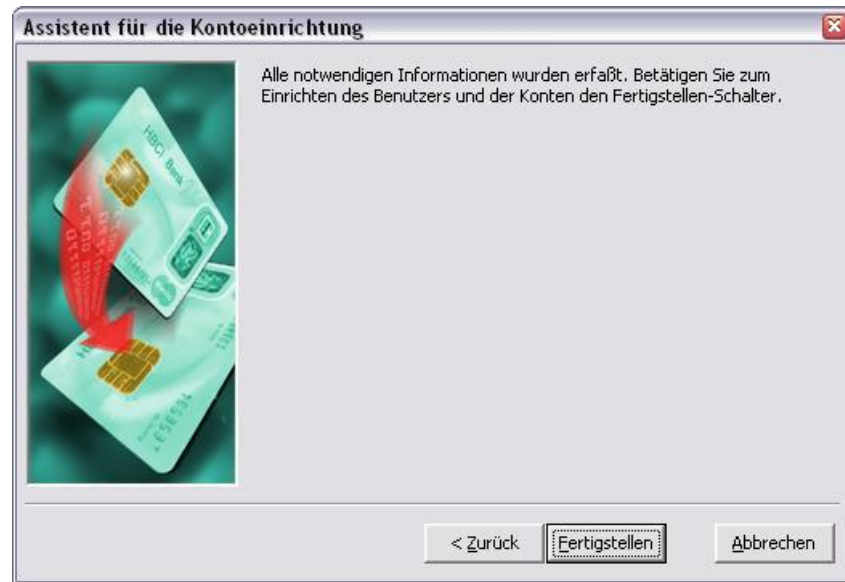 Assistent für die Kontoeinrichtung
Alle notwendigen Informationen wurden erfaßt. Betätigen Sie zum
Einrichten des Benutzers und der Konten den Fertigstellen-Schalter.
HBCI Bank
< Zurück
Fertigstellen
Abbrechen